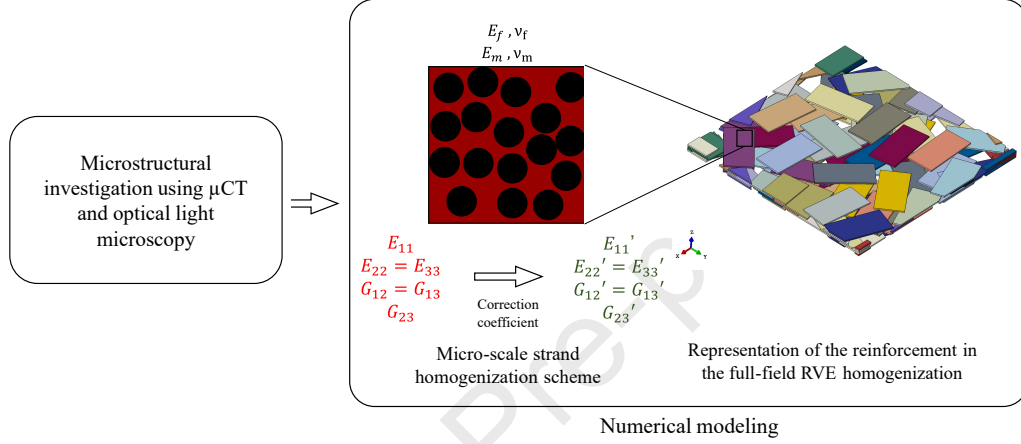 Microstructural
investigation using µCT
and optical light
microscopy
E_f , ν_f
E_m , ν_m
E_11
E_22 = E_33
G_12 = G_13
G_23
Correction
coefficient
E_11'
E_22' = E_33'
G_12' = G_13'
G_23'
Z
X
Y
Micro-scale strand
homogenization scheme
Representation of the reinforcement in
the full-field RVE homogenization
Numerical modeling
Pre-p